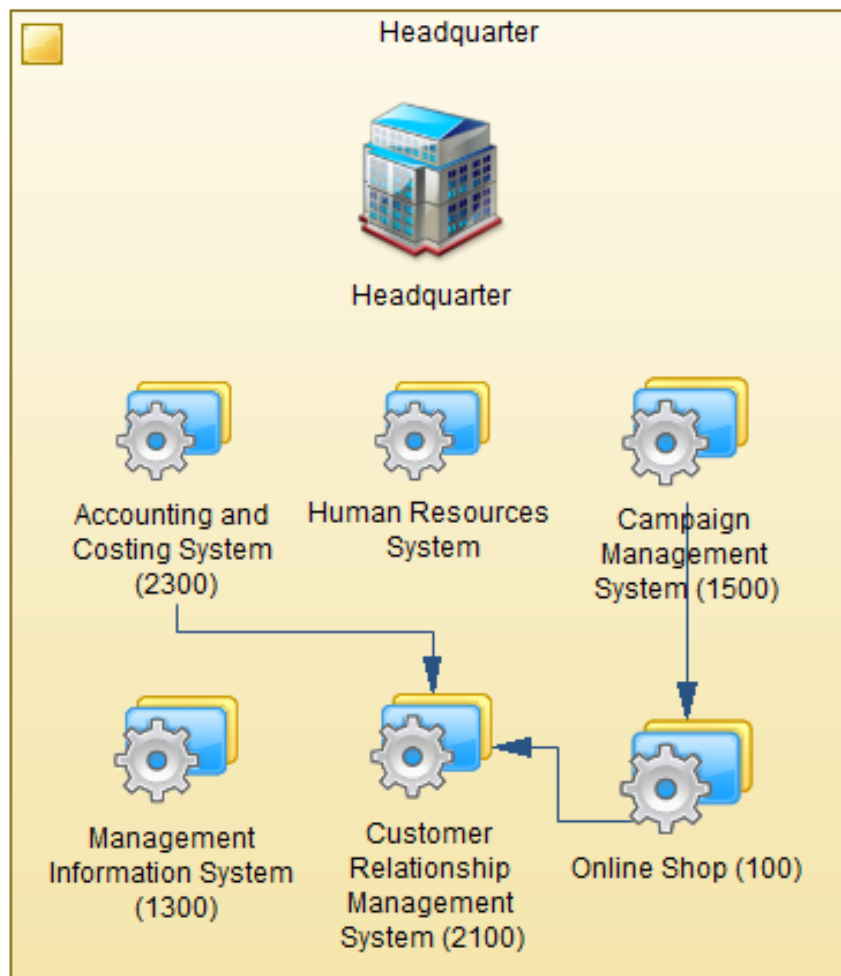 Headquarter
Headquarter
Accounting and
Costing System
(2300)
Human Resources
System
Campaign
Management
System (1500)
Management
Information System
(1300)
Customer
Relationship
Management
System (2100)
Online Shop (100)